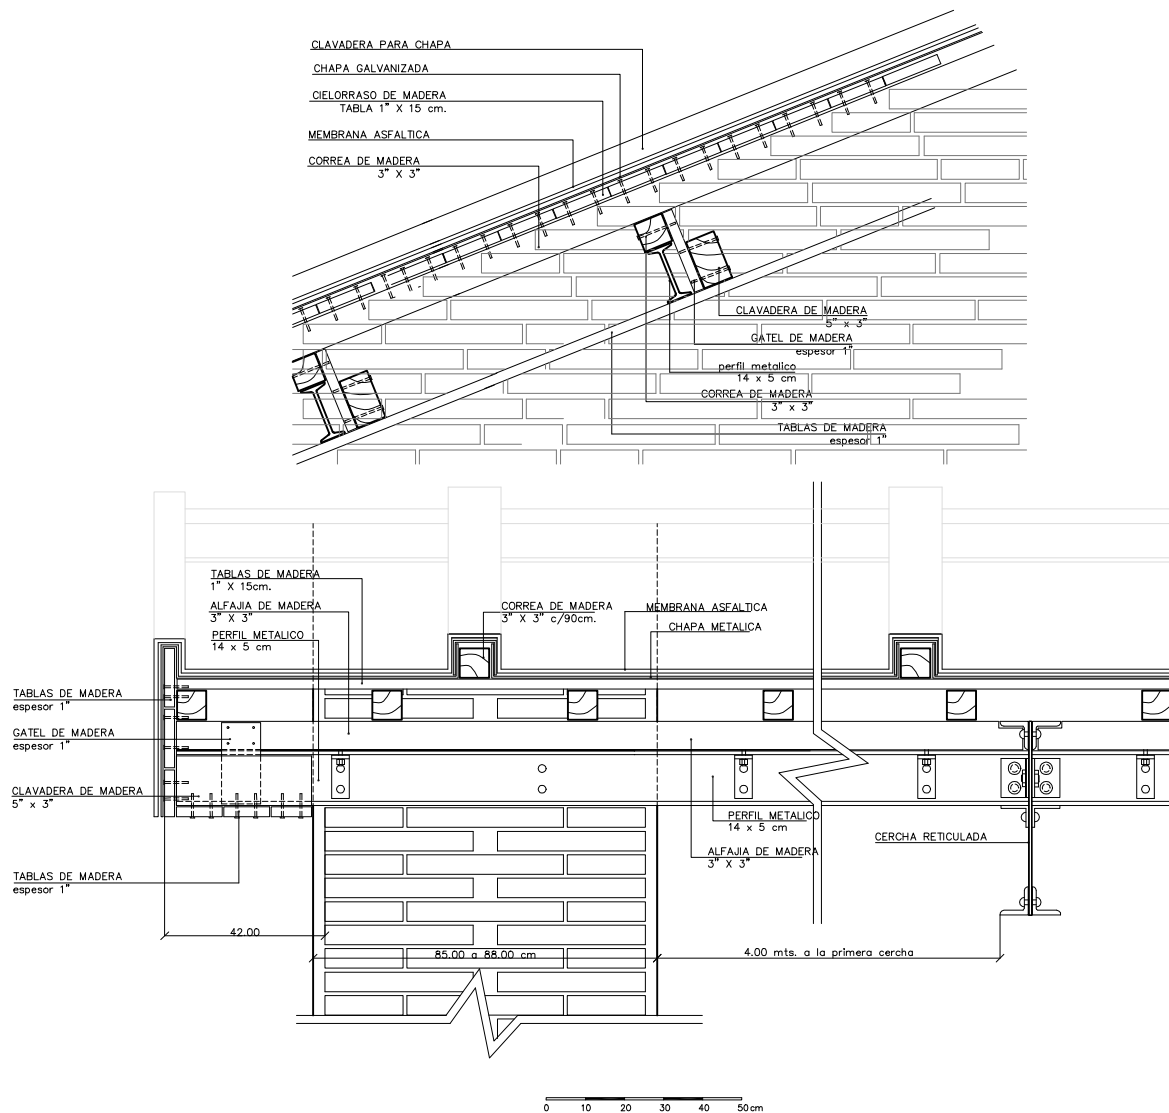 CLAVADERA PARA CHAPA
CHAPA GALVANIZADA
CIELORRASO DE MADERA
TABLA 1" X 15 cm.
MEMBRANA ASFALTICA
CORREA DE MADERA
3" X 3"
CLAVADERA DE MADERA
5" x 3"
GATEL DE MADERA
espesor 1"
perfil metalico
14 x 5 cm
CORREA DE MADERA
3" x 3"
TABLAS DE MADERA
espesor 1"
TABLAS DE MADERA
1" X 15cm.
ALFAJIA DE MADERA
3" X 3"
PERFIL METALICO
14 x 5 cm
CORREA DE MADERA
3" X 3" c/90cm.
MEMBRANA ASFALTICA
CHAPA METALICA
TABLAS DE MADERA
espesor 1"
GATEL DE MADERA
espesor 1"
CLAVADERA DE MADERA
5" x 3"
TABLAS DE MADERA
espesor 1"
PERFIL METALICO
14 x 5 cm
ALFAJIA DE MADERA
3" X 3"
CERCHA RETICULADA
42.00
85.00 a 88.00 cm
4.00 mts. a la primera cercha
0 10 20 30 40 50cm